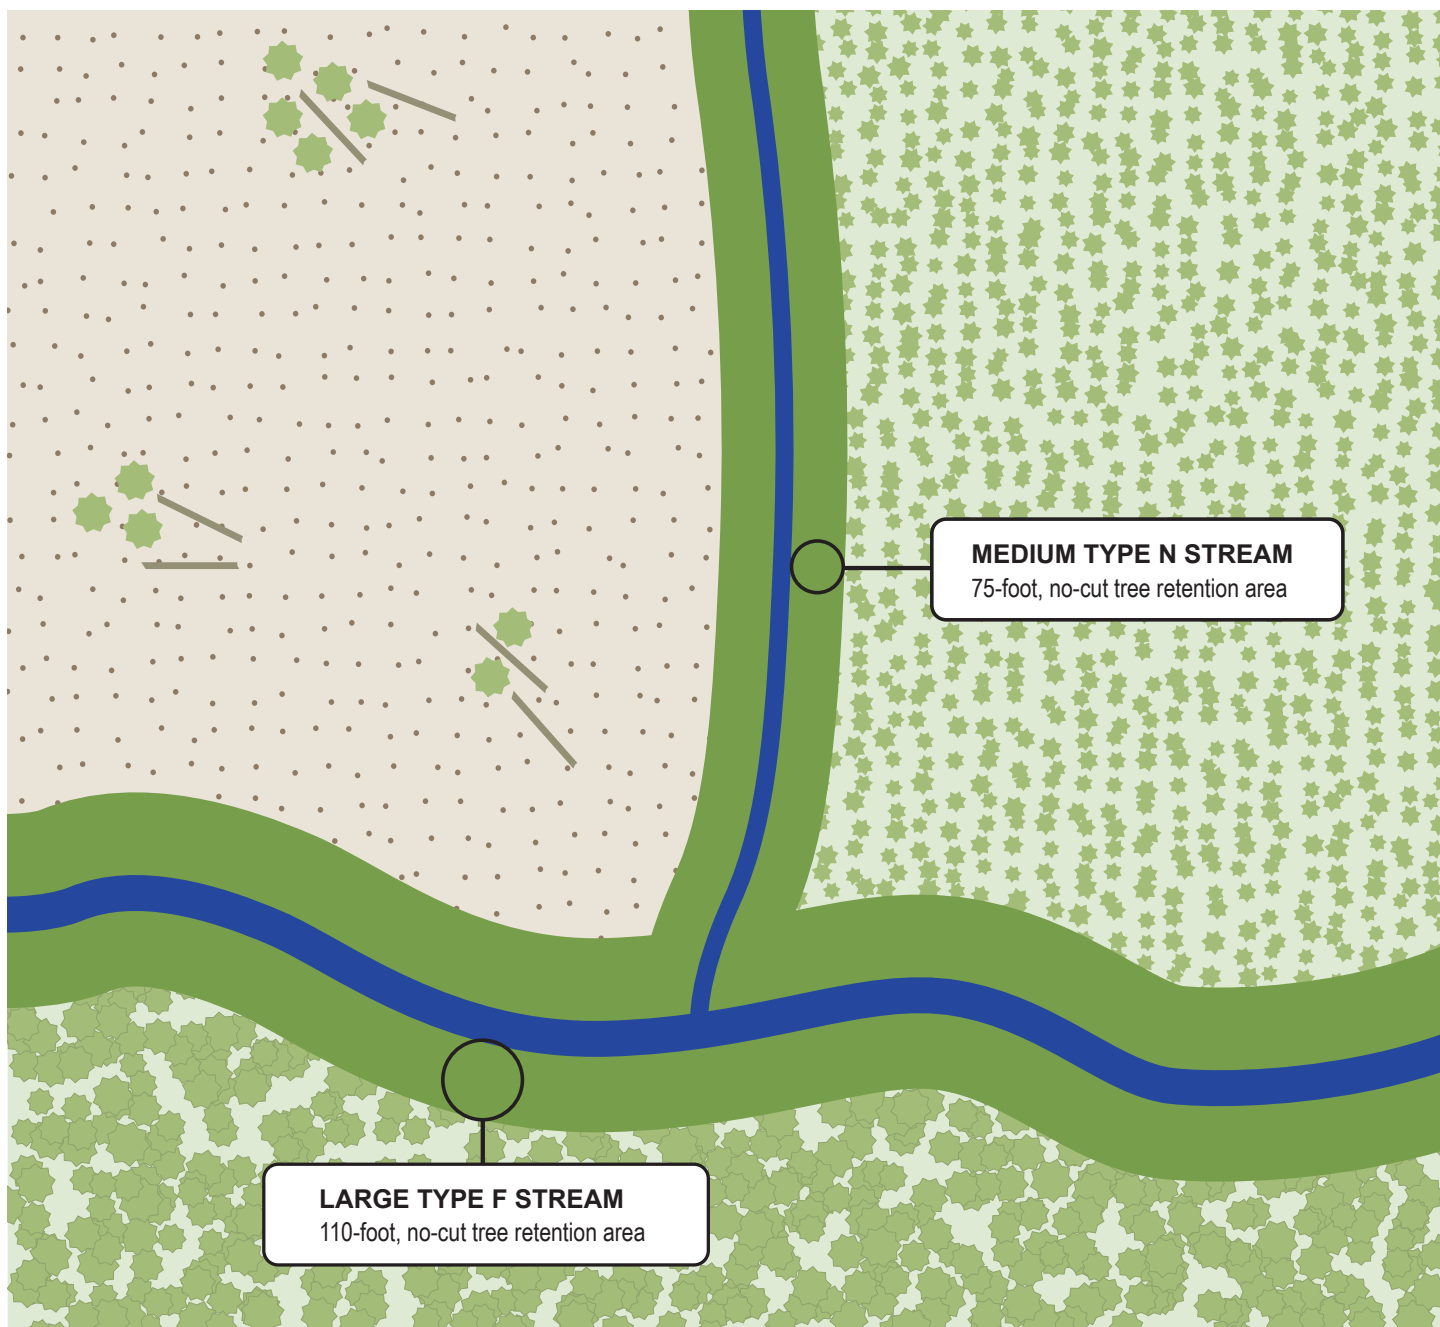 MEDIUM TYPE N STREAM
75-foot, no-cut tree retention area
LARGE TYPE F STREAM
110-foot, no-cut tree retention area